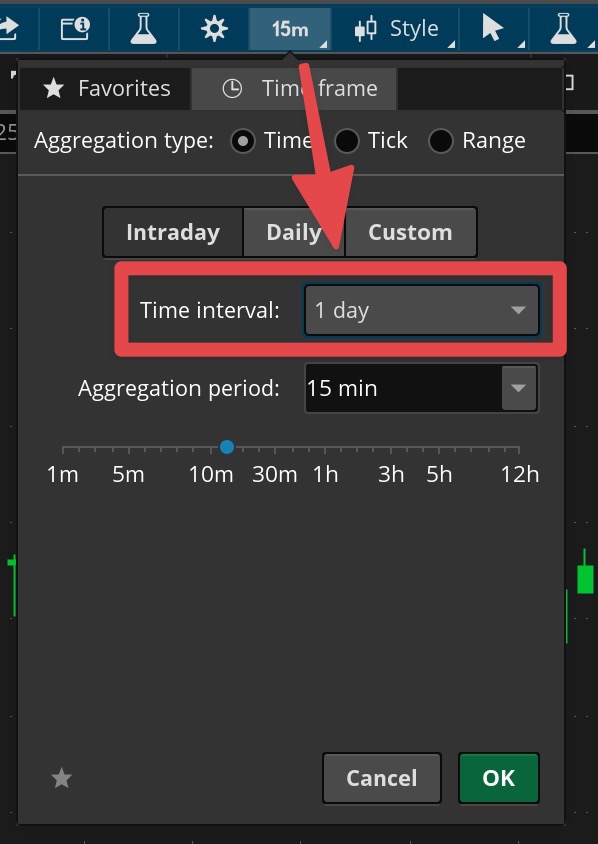 15m Style
Favorites Time frame
25
Aggregation type: Time Tick Range
Intraday Daily Custom
Time interval: 1 day
Aggregation period: 15 min
1m 5m 10m 30m 1h 3h 5h 12h
Cancel OK